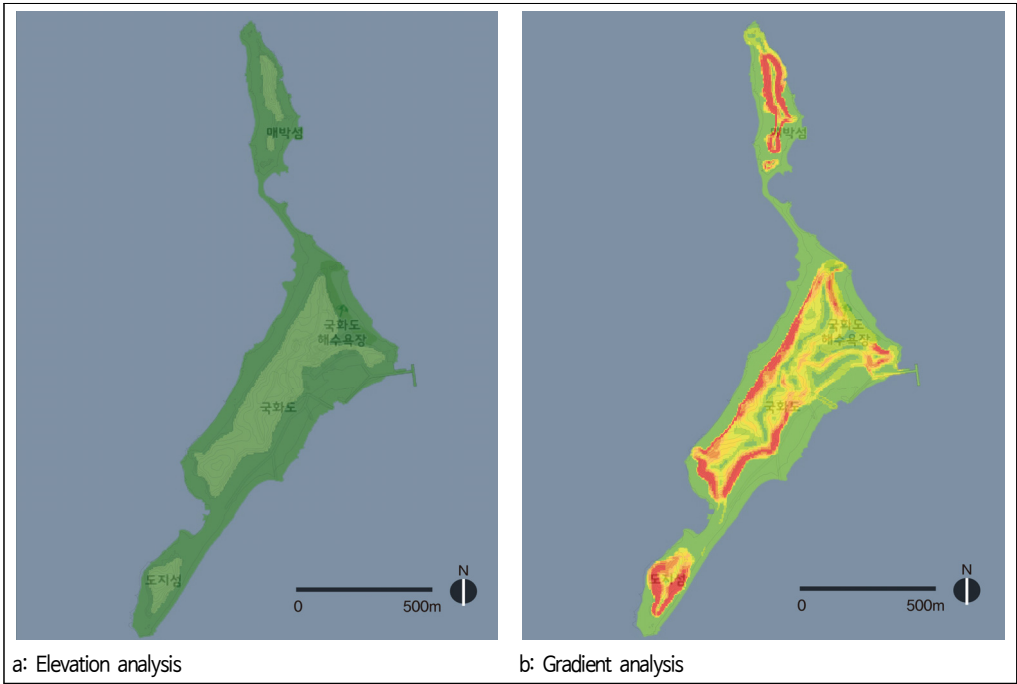 매박섬
국화도
해수욕장
국화도
도지섬
N
0 500m
a: Elevation analysis
매박섬
국화도
해수욕장
국화도
도지섬
N
0 500m
b: Gradient analysis